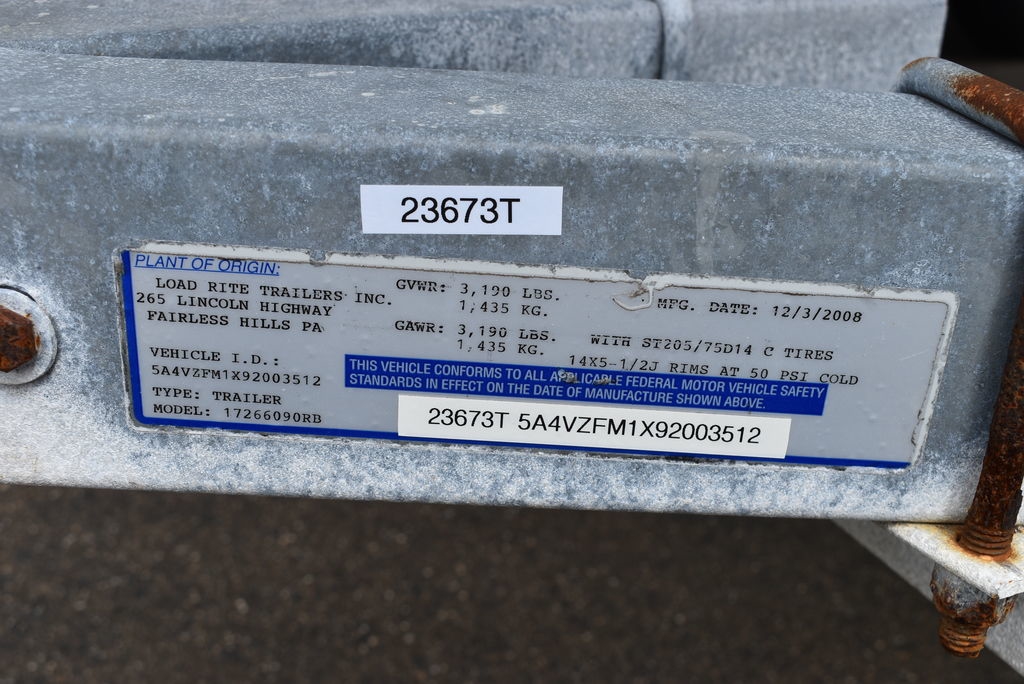 23673T
PLANT OF ORIGIN:
LOAD RITE TRAILERS INC.
265 LINCOLN HIGHWAY
FAIRLESS HILLS PA
GVWR: 3,190 LBS.
1,435 KG.
MFG. DATE: 12/3/2008
GAWR: 3,190 LBS. WITH ST205/75D14 C TIRES
1,435 KG. 14X5-1/2J RIMS AT 50 PSI COLD
VEHICLE I.D.:
5A4VZFM1X92003512
TYPE: TRAILER
MODEL: 17266090RB
THIS VEHICLE CONFORMS TO ALL APPLICABLE FEDERAL MOTOR VEHICLE SAFETY
STANDARDS IN EFFECT ON THE DATE OF MANUFACTURE SHOWN ABOVE.
23673T 5A4VZFM1X92003512